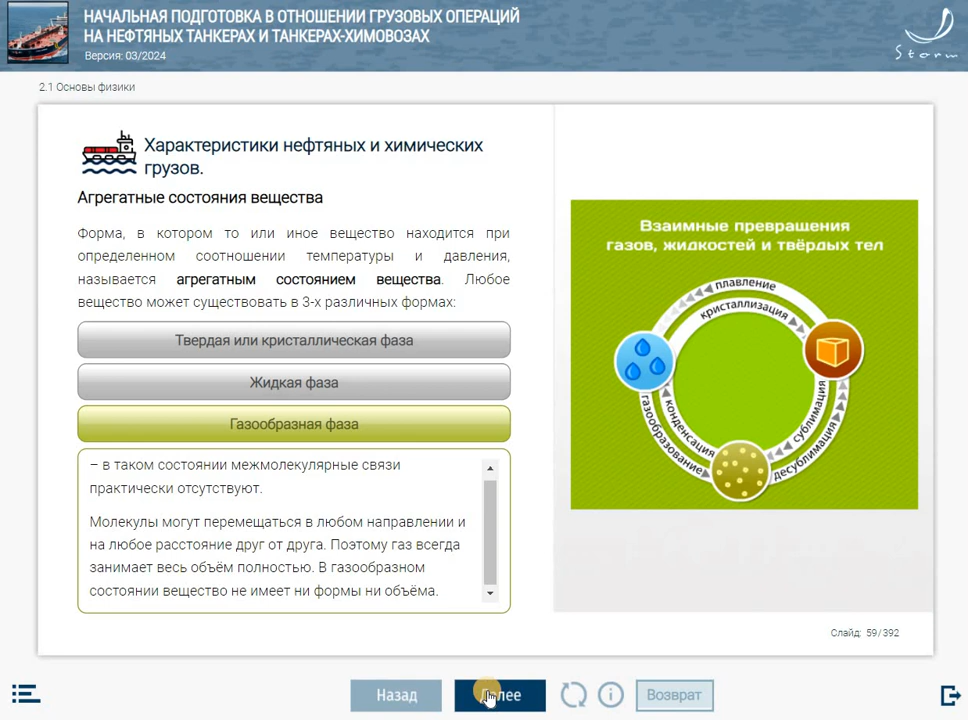 НАЧАЛЬНАЯ ПОДГОТОВКА В ОТНОШЕНИИ ГРУЗОВЫХ ОПЕРАЦИЙ
НА НЕФТЯНЫХ ТАНКЕРАХ И ТАНКЕРАХ-ХИМОВОЗАХ
Версия: 03/2024
Storm
2.1 Основы физики
Характеристики нефтяных и химических
грузов.
Агрегатные состояния вещества
Форма, в котором то или иное вещество находится при
определенном соотношении температуры и давления,
называется агрегатным состоянием вещества. Любое
вещество может существовать в 3-х различных формах:
Твердая или кристаллическая фаза
Жидкая фаза
Газообразная фаза
– в таком состоянии межмолекулярные связи
практически отсутствуют.
Молекулы могут перемещаться в любом направлении и
на любое расстояние друг от друга. Поэтому газ всегда
занимает весь объём полностью. В газообразном
состоянии вещество не имеет ни формы ни объёма.
Взаимные превращения
газов, жидкостей и твёрдых тел
плавление
кристаллизация
газообразование
конденсация
сублимация
десублимация
Слайд: 59/392
Назад
Далее
Возврат